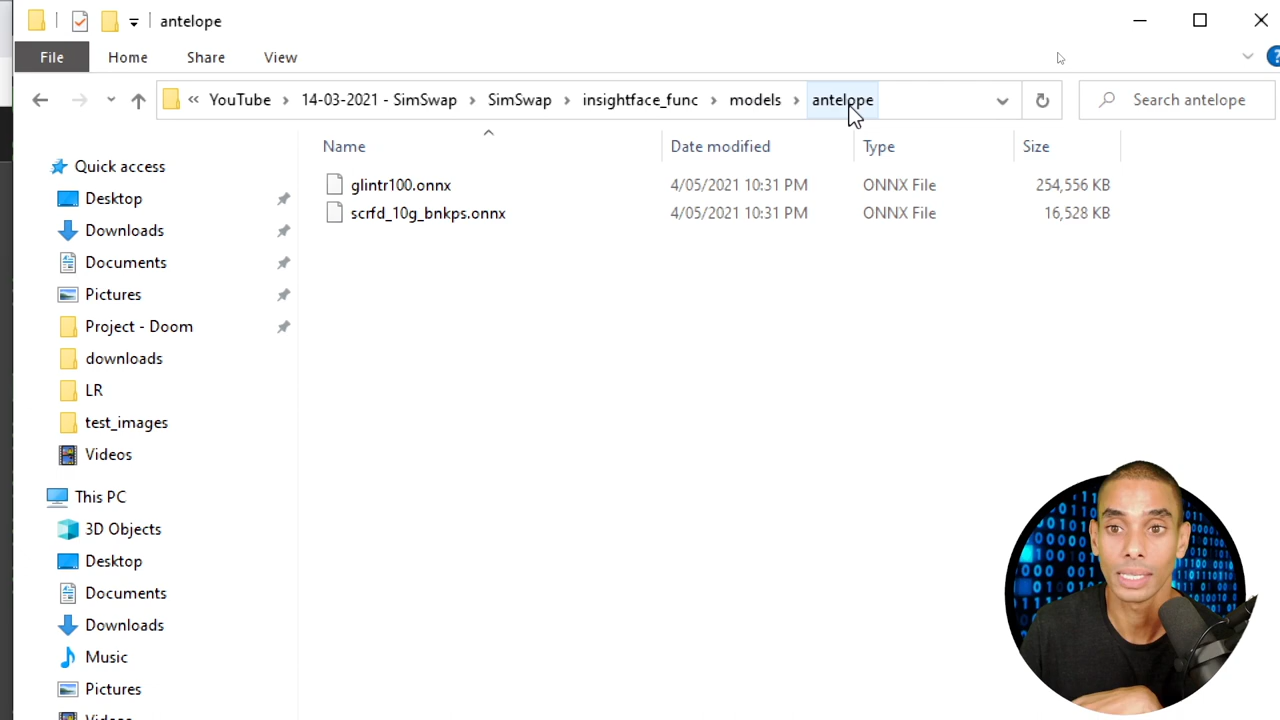 antelope
File Home Share View
« YouTube > 14-03-2021 - SimSwap > SimSwap > insightface_func > models > antelope
Search antelope
Name Date modified Type Size
glintr100.onnx 4/05/2021 10:31 PM ONNX File 254,556 KB
scrfd_10g_bnkps.onnx 4/05/2021 10:31 PM ONNX File 16,528 KB
Quick access
Desktop
Downloads
Documents
Pictures
Project - Doom
downloads
LR
test_images
Videos
This PC
3D Objects
Desktop
Documents
Downloads
Music
Pictures
Videos